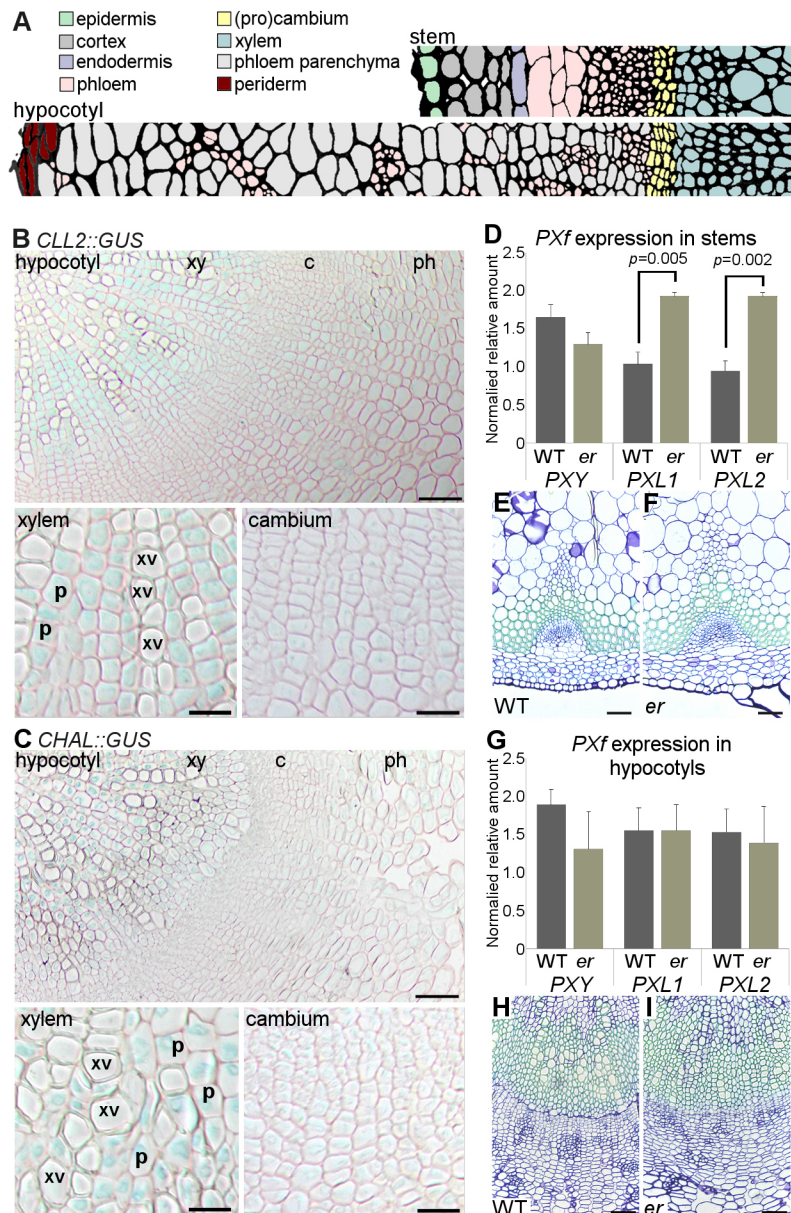 A
epidermis
cortex
endodermis
phloem
(pro)cambium
xylem
phloem parenchyma
periderm
stem
hypocotyl
B CLL2::GUS
hypocotyl xy c ph
xylem
xv
xv
p
p
xv
cambium
C CHAL::GUS
hypocotyl xy c ph
xylem
p
xv
p
xv
p
xv
cambium
D PXf expression in stems
Normalied relative amount
2.5
2.0
1.5
1.0
0.5
0
p=0.005
p=0.002
WT er WT er WT er
PXY PXL1 PXL2
E
WT
F
er
G PXf expression in
hypocotyls
Normalied relative amount
2.0
1.5
1.0
0.5
0
WT er WT er WT er
PXY PXL1 PXL2
H
WT
I
er